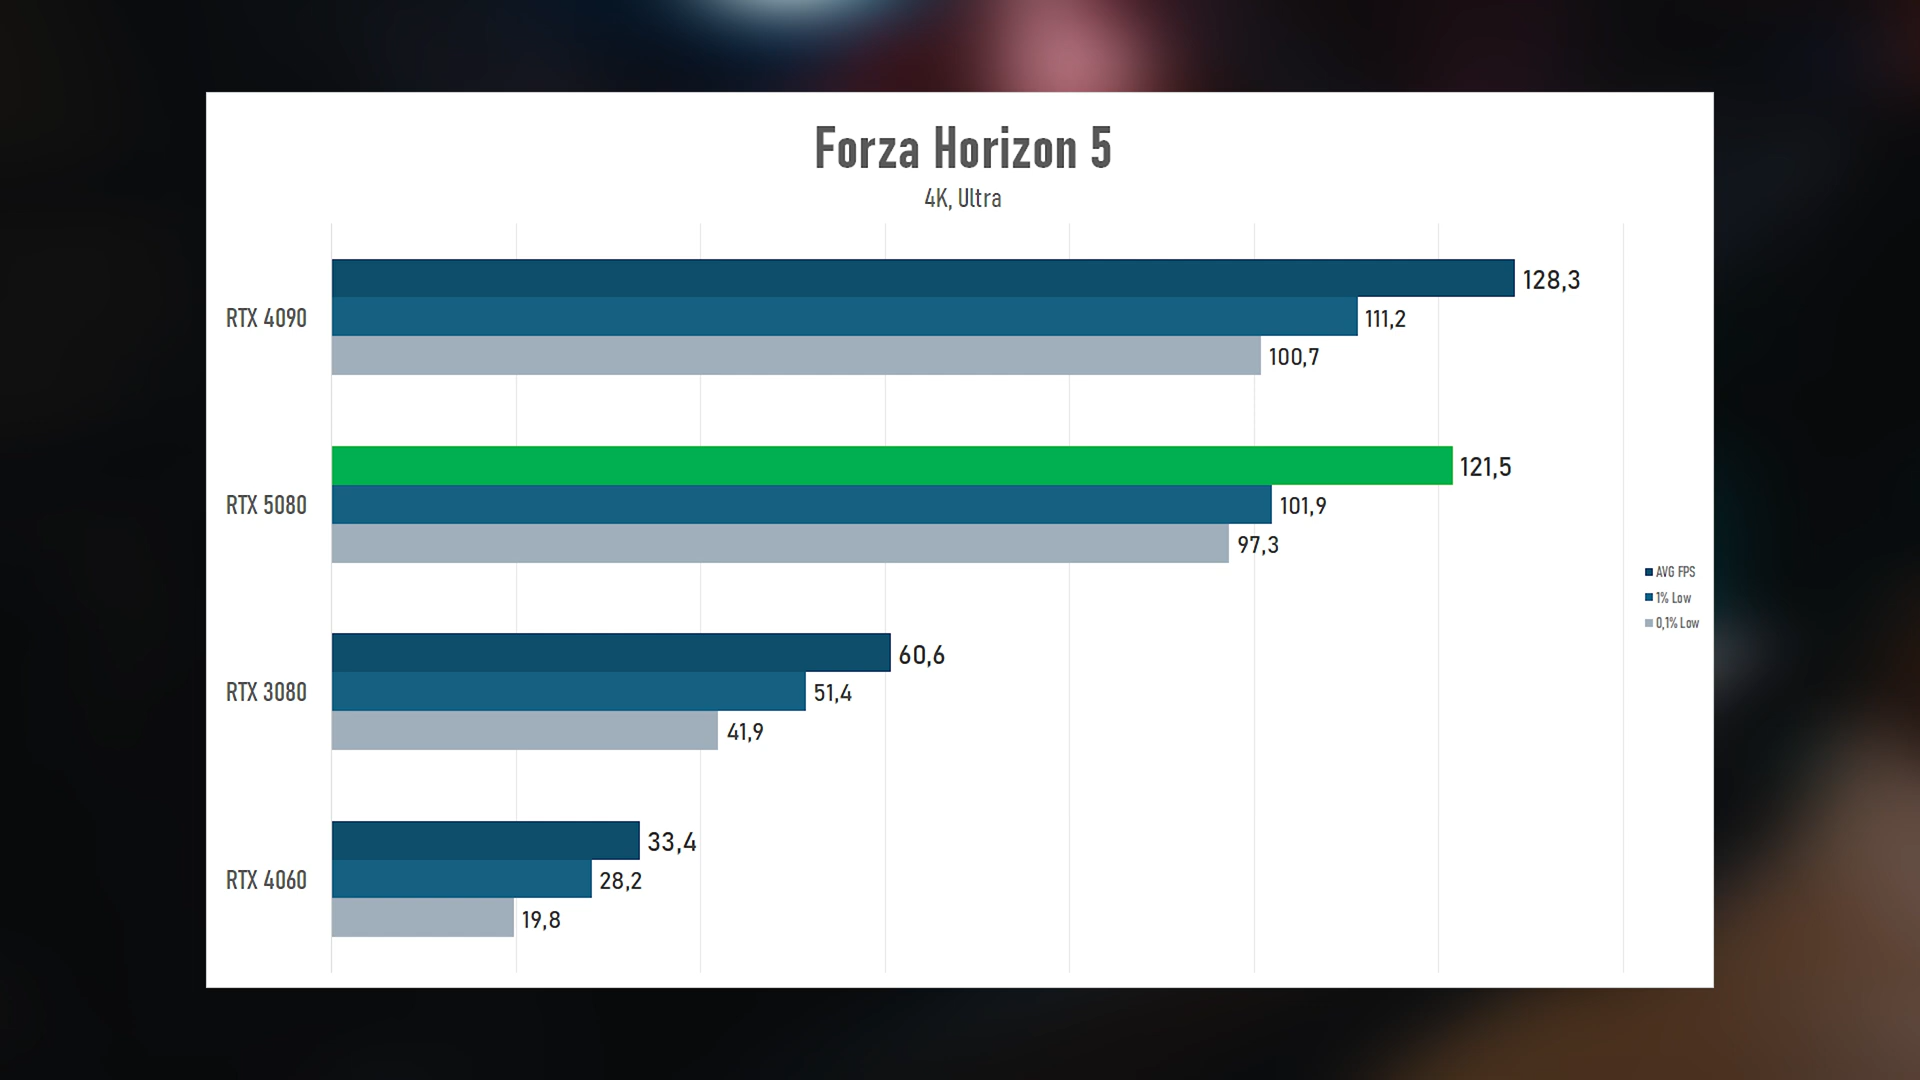 Forza Horizon 5
4K, Ultra
RTX 4090
128,3
111,2
100,7
RTX 5080
121,5
101,9
97,3
RTX 3080
60,6
51,4
41,9
RTX 4060
33,4
28,2
19,8
AVG FPS
1% Low
0,1% Low